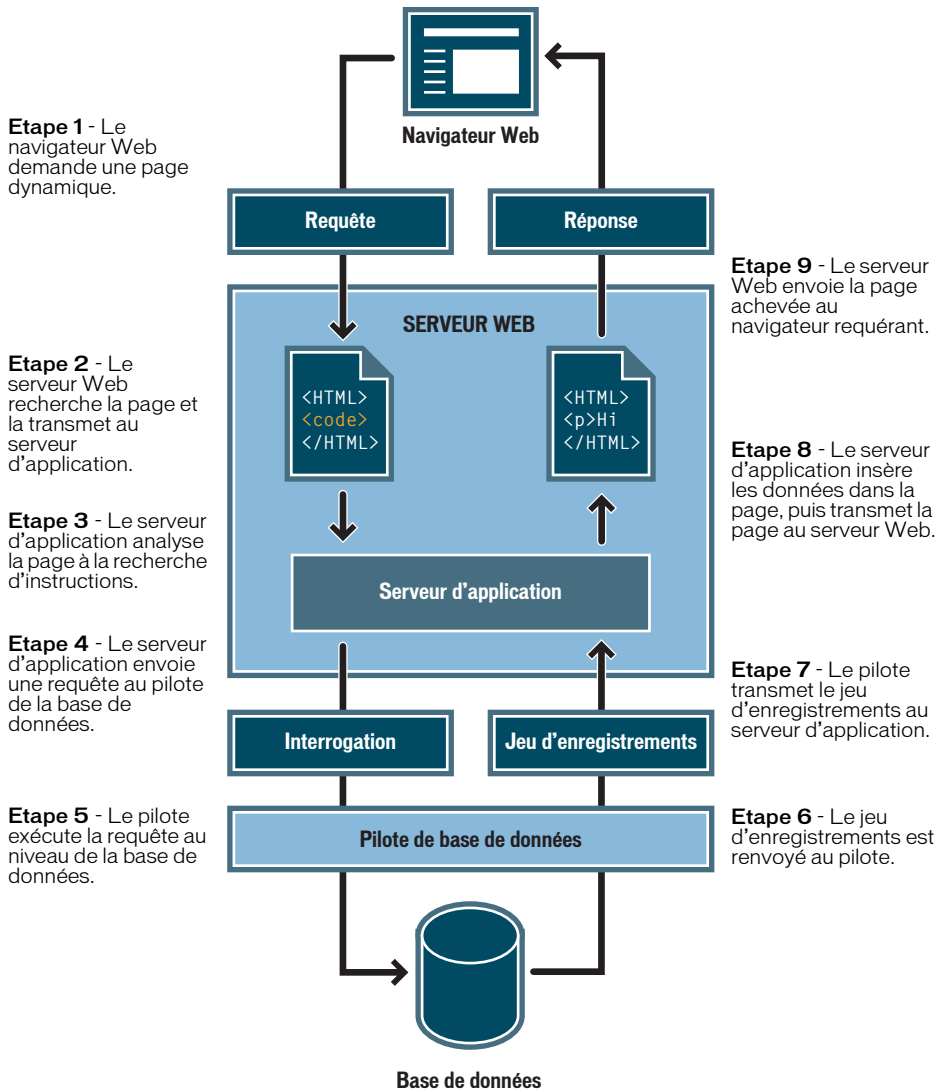 Navigateur Web
Etape 1 - Le
navigateur Web
demande une page
dynamique.
Requête
Réponse
Etape 9 - Le serveur
Web envoie la page
achevée au
navigateur requérant.
SERVEUR WEB
Etape 2 - Le
serveur Web
recherche la page et
la transmet au
serveur
d'application.
<HTML>
<code>
</HTML>
<HTML>
<p>Hi
</HTML>
Etape 8 - Le serveur
d'application insère
les données dans la
page, puis transmet la
page au serveur Web.
Etape 3 - Le serveur
d'application analyse
la page à la recherche
d'instructions.
Serveur d'application
Etape 4 - Le serveur
d'application envoie
une requête au pilote
de la base de
données.
Etape 7 - Le pilote
transmet le jeu
d'enregistrements au
serveur d'application.
Interrogation
Jeu d'enregistrements
Etape 5 - Le pilote
exécute la requête au
niveau de la base de
données.
Pilote de base de données
Etape 6 - Le jeu
d'enregistrements est
renvoyé au pilote.
Base de données